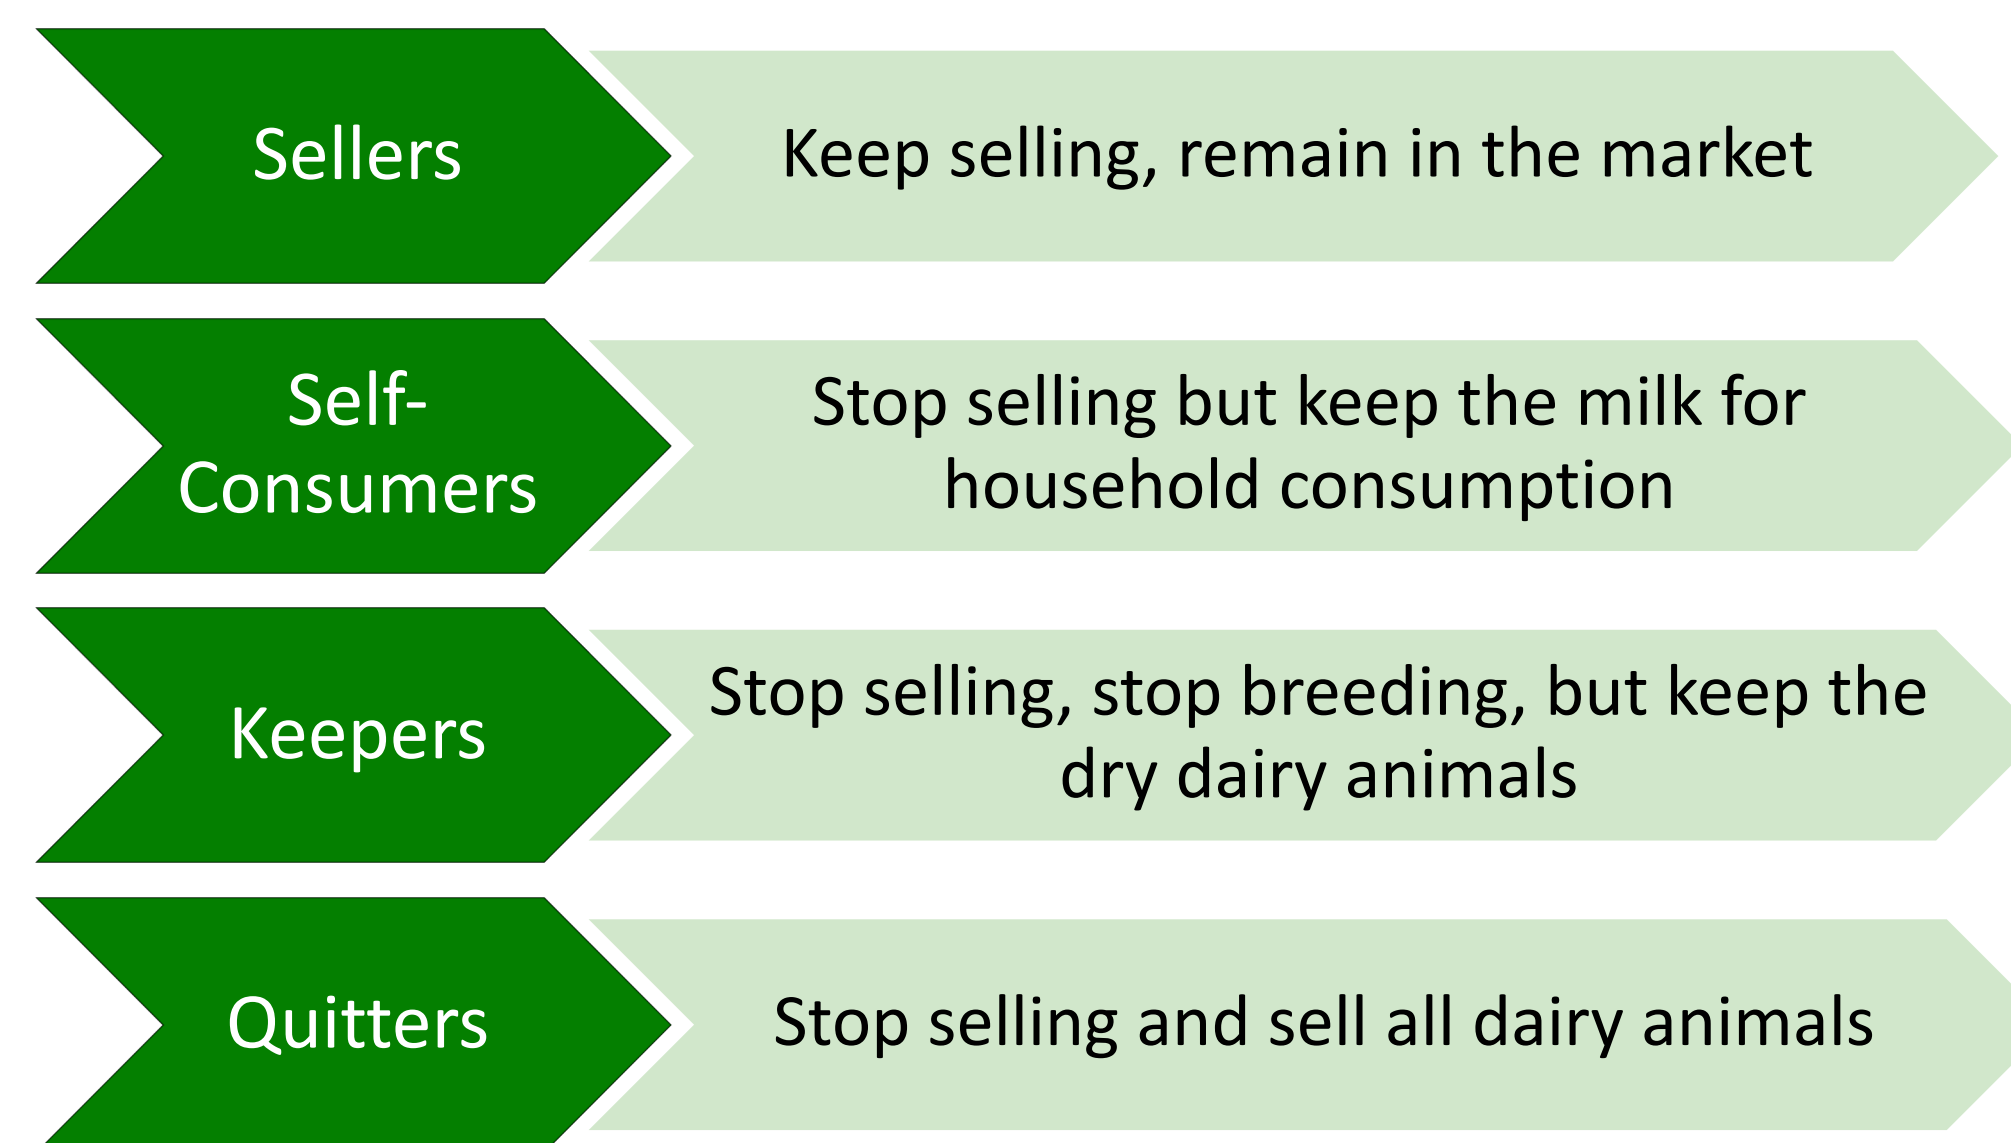 Sellers
Keep selling, remain in the market
Self-
Consumers
Stop selling but keep the milk for
household consumption
Keepers
Stop selling, stop breeding, but keep the
dry dairy animals
Quitters
Stop selling and sell all dairy animals